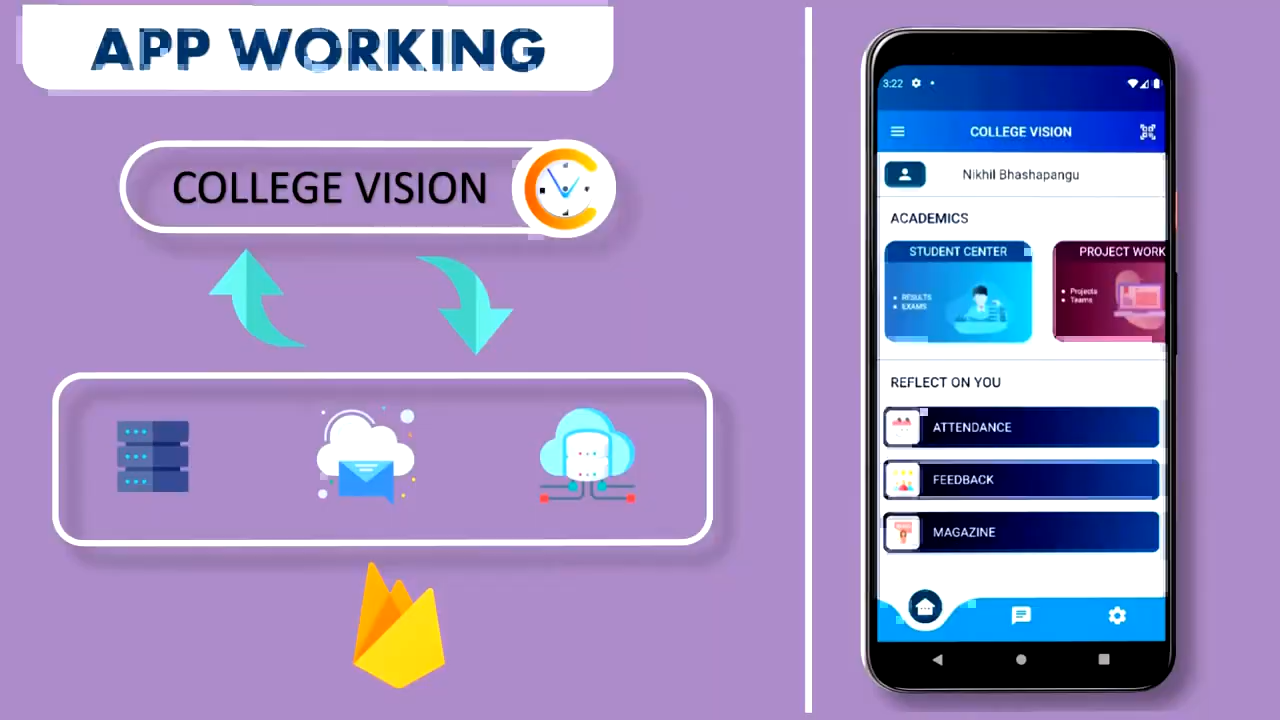 APP WORKING
COLLEGE VISION
3:22
COLLEGE VISION
Nikhil Bhashapangu
ACADEMICS
STUDENT CENTER
RESULTS
EXAMS
PROJECT WORK
Projects
Teams
REFLECT ON YOU
ATTENDANCE
FEEDBACK
MAGAZINE